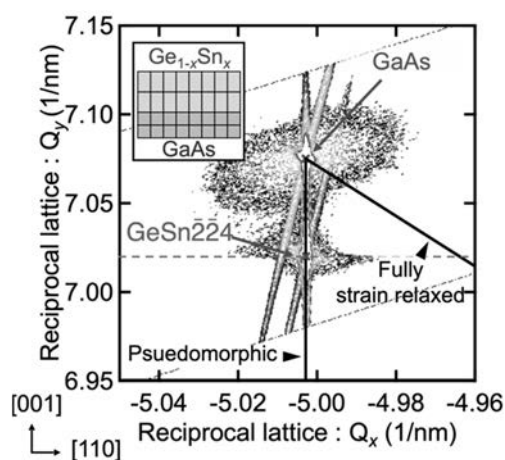 7.15
Ge1-xSnx
GaAs
GaAs
7.10
7.05
GeSn2̄2̄4
7.00
Fully
strain relaxed
Psuedomorphic
6.95
-5.04 -5.02 -5.00 -4.98 -4.96
Reciprocal lattice : Qy (1/nm)
[001]
[110]
Reciprocal lattice : Qx (1/nm)